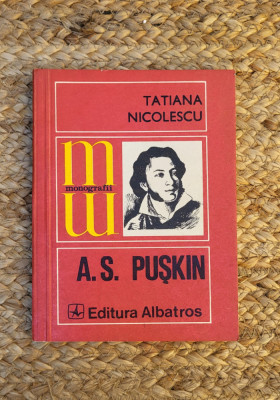 TATIANA
NICOLESCU
m
monografii
m
A.S. PUŞKIN
Editura Albatros